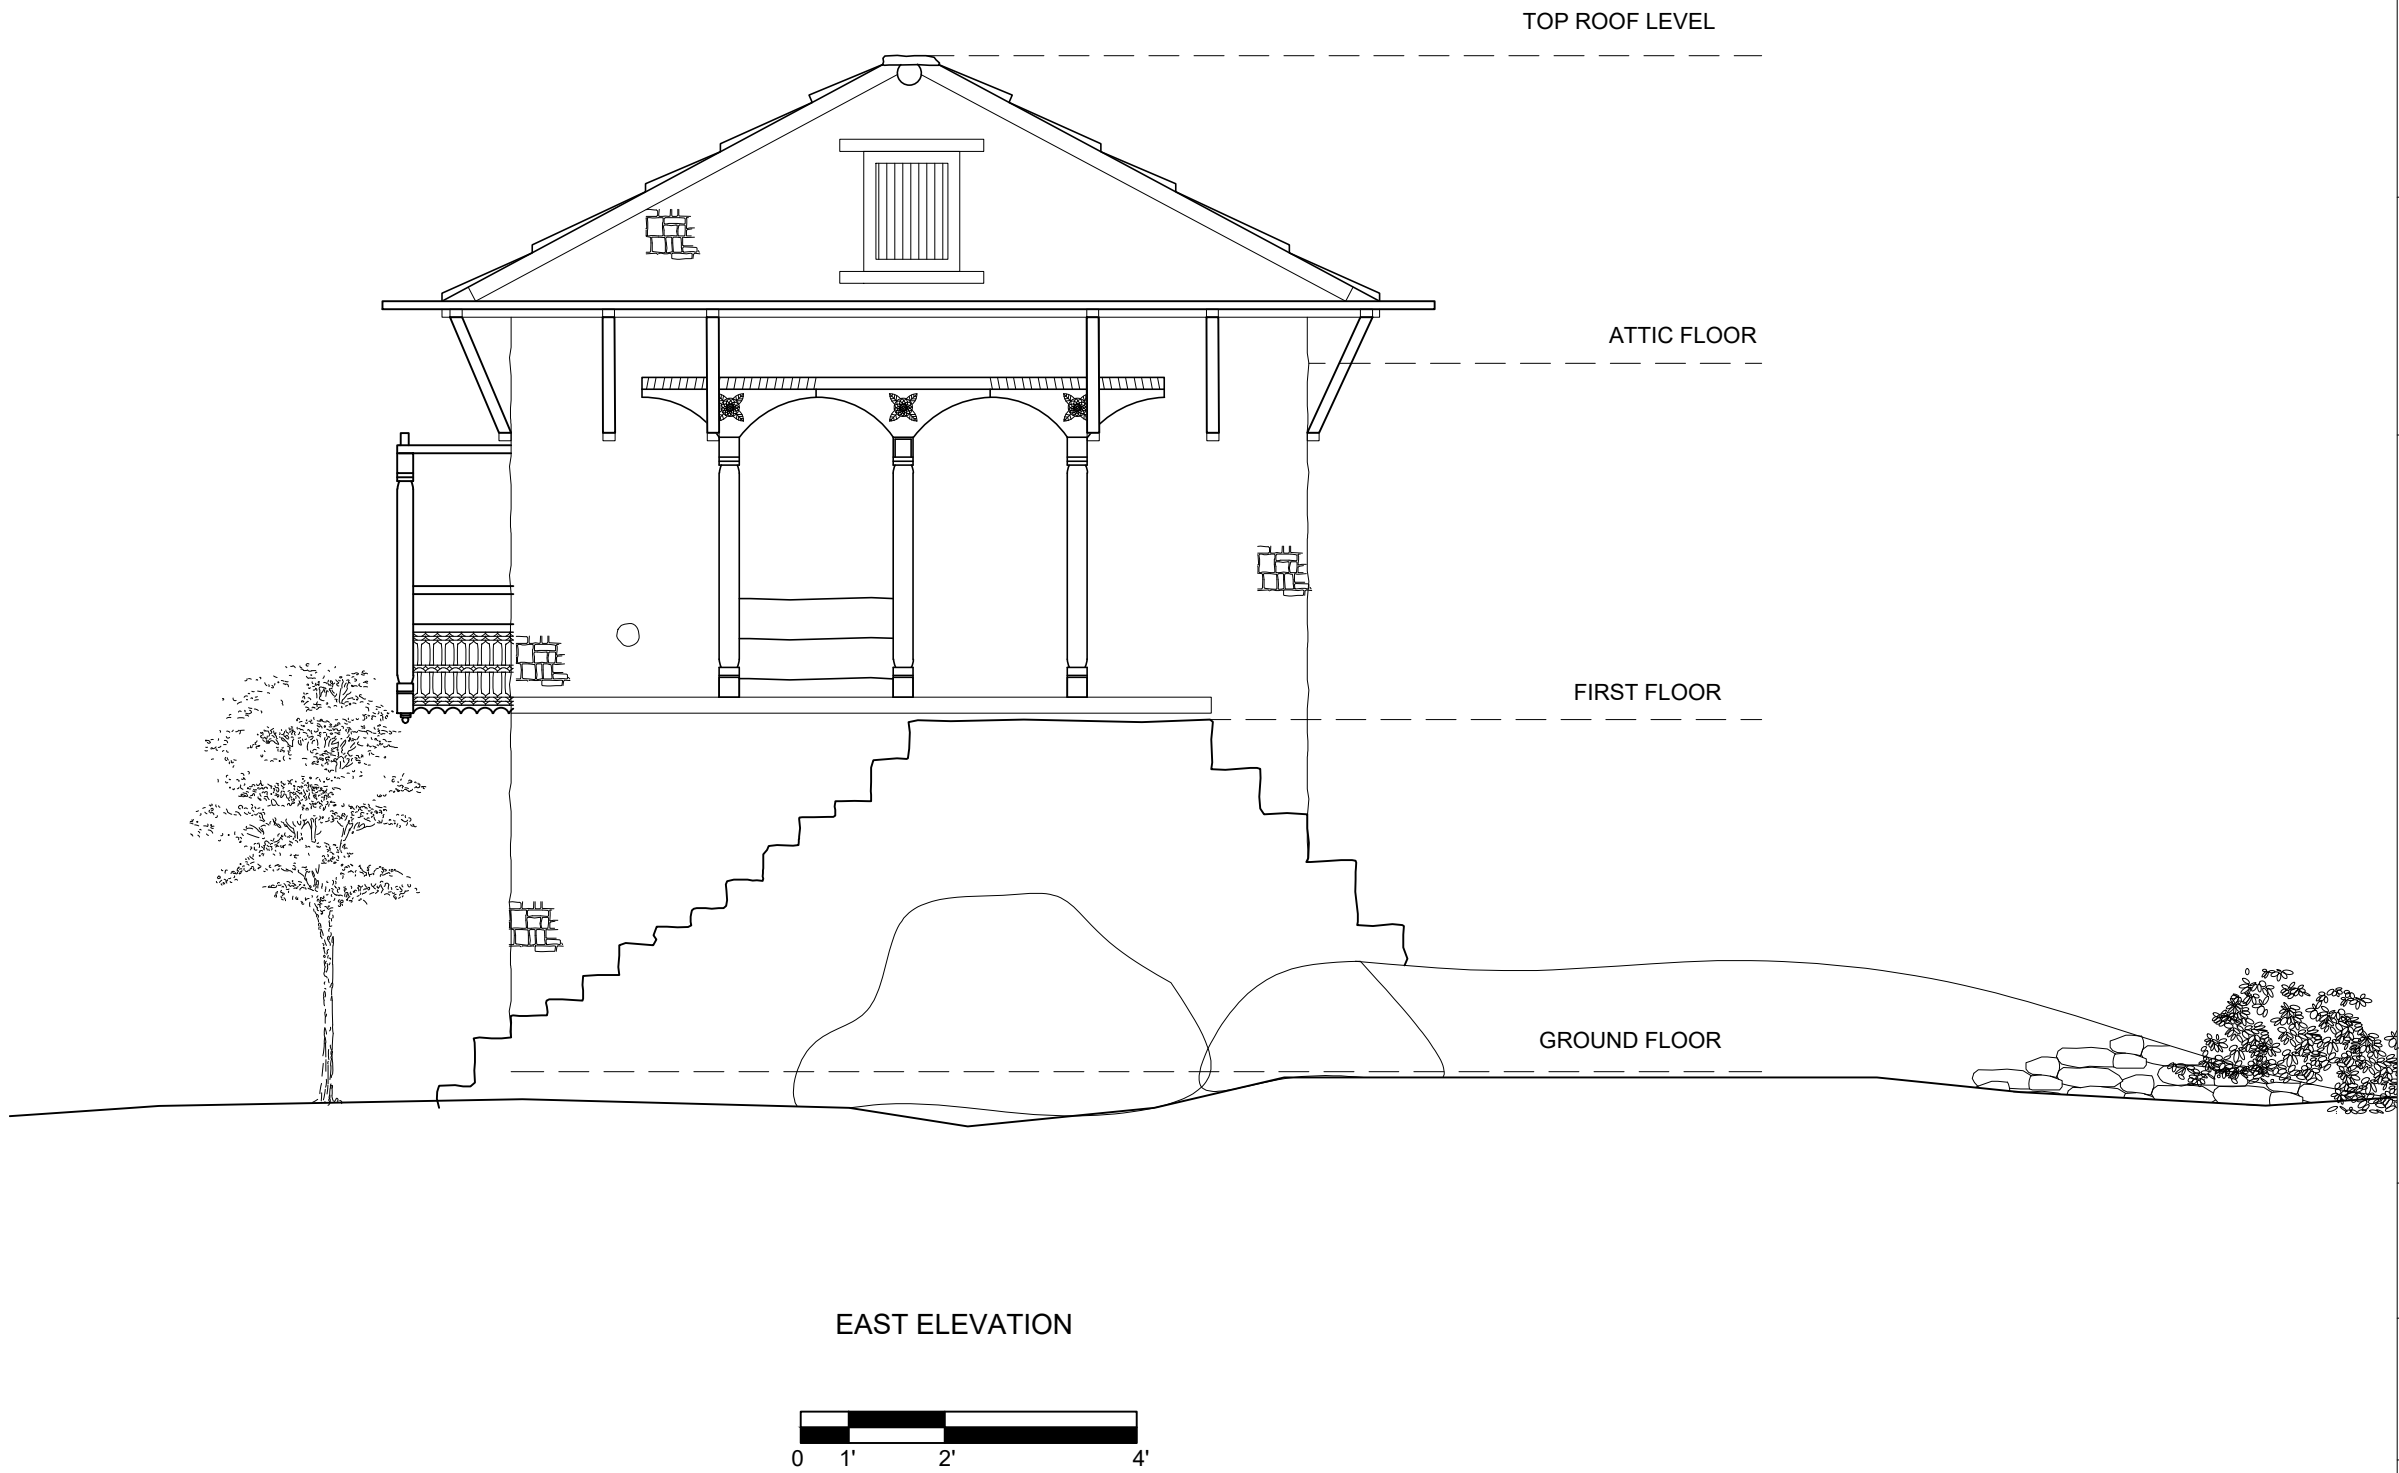 TOP ROOF LEVEL
ATTIC FLOOR
FIRST FLOOR
GROUND FLOOR
EAST ELEVATION
0 1' 2' 4'